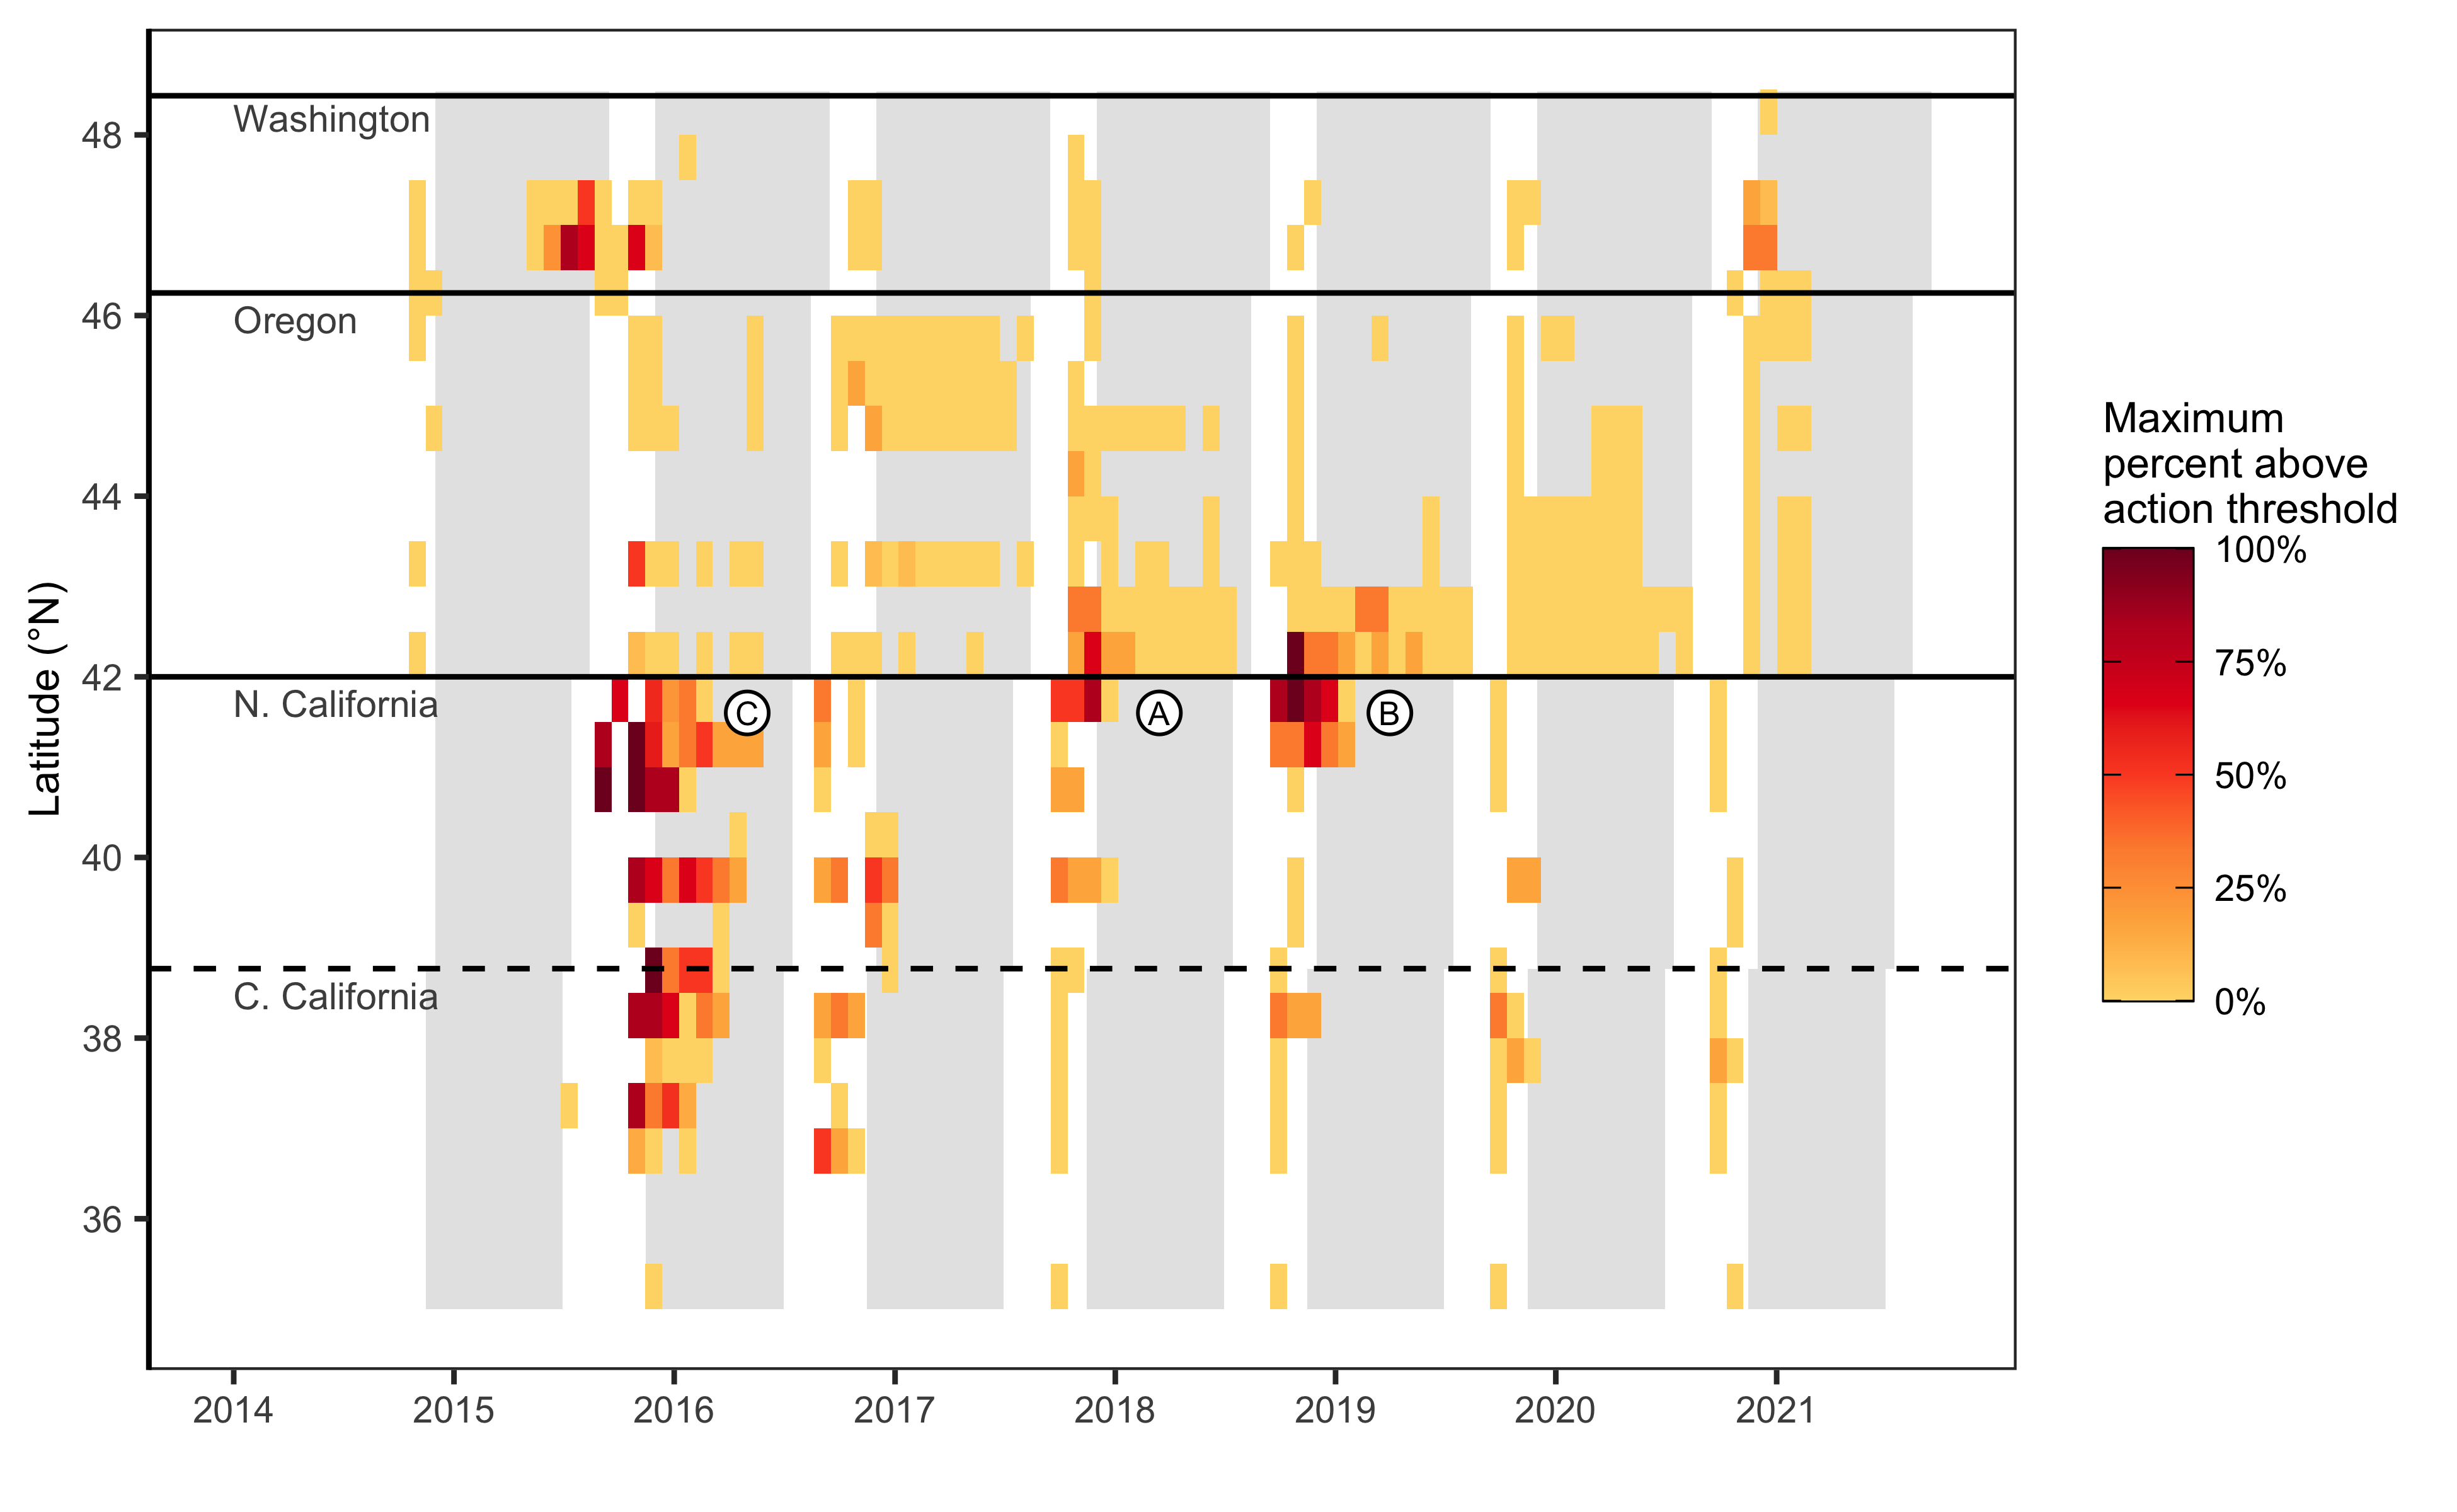 Washington
Oregon
N. California
C. California
C
A
B
Latitude (°N)
48
46
44
42
40
38
36
2014 2015 2016 2017 2018 2019 2020 2021
Maximum
percent above
action threshold
100%
75%
50%
25%
0%